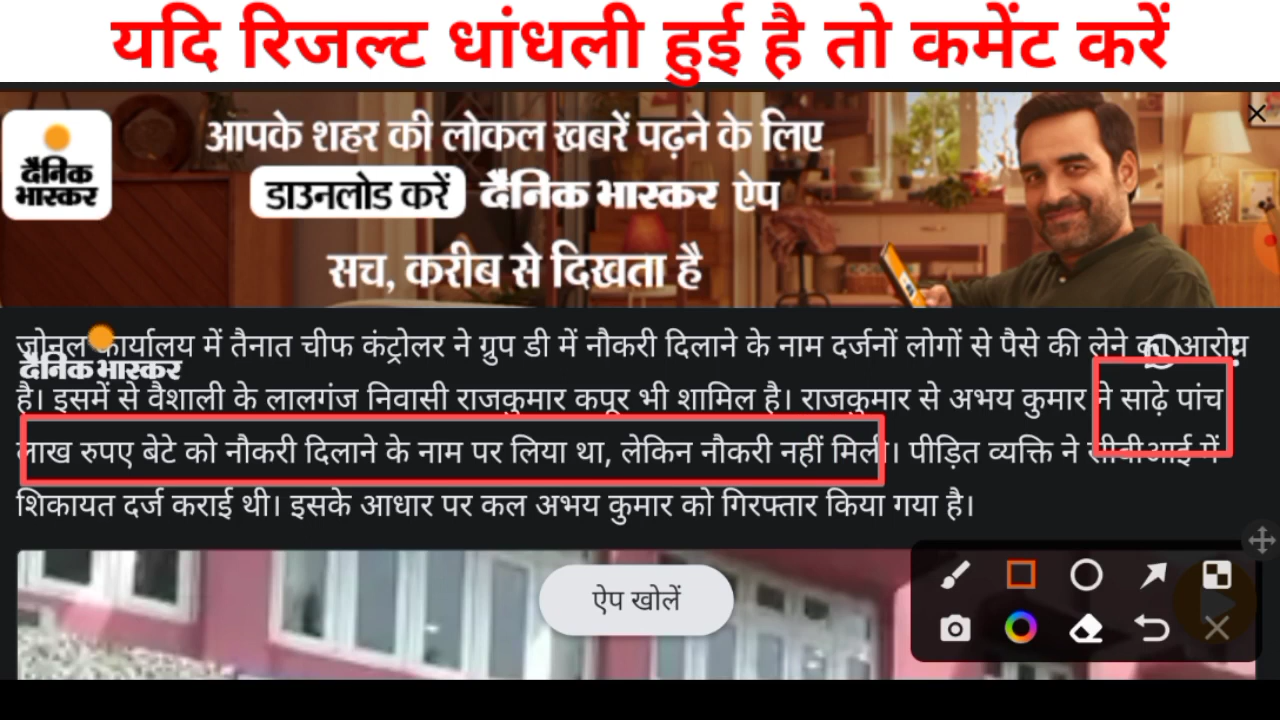 यदि रिजल्ट धांधली हुई है तो कमेंट करें
दैनिक
भास्कर
आपके शहर की लोकल खबरें पढ़ने के लिए
डाउनलोड करें दैनिक भास्कर ऐप
सच, करीब से दिखता है
जोनल कार्यालय में तैनात चीफ कंट्रोलर ने ग्रुप डी में नौकरी दिलाने के नाम दर्जनों लोगों से पैसे की लेने का आरोप
दैनिक भास्कर
है। इसमें से वैशाली के लालगंज निवासी राजकुमार कपूर भी शामिल है। राजकुमार से अभय कुमार ने साढ़े पांच
लाख रुपए बेटे को नौकरी दिलाने के नाम पर लिया था, लेकिन नौकरी नहीं मिली। पीड़ित व्यक्ति ने सीबीआई में
शिकायत दर्ज कराई थी। इसके आधार पर कल अभय कुमार को गिरफ्तार किया गया है।
ऐप खोलें